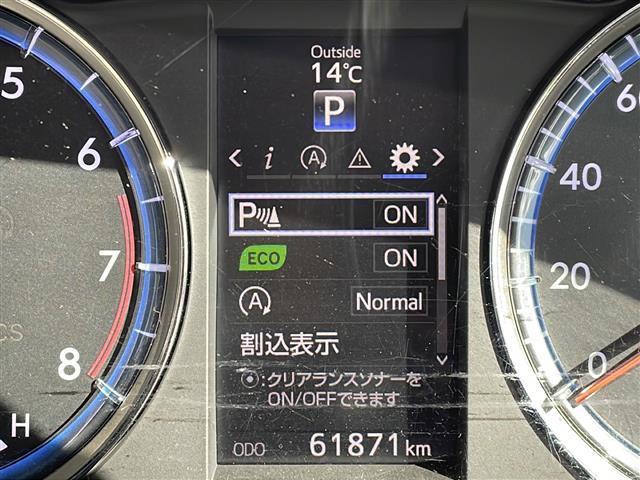 Outside
14°C
P
i A
P ON
ECO ON
A Normal
割込表示
:クリアランスソナーを
ON/OFFできます
ODO 61871 km
5
6
7
8
H
CS
60
40
20
0